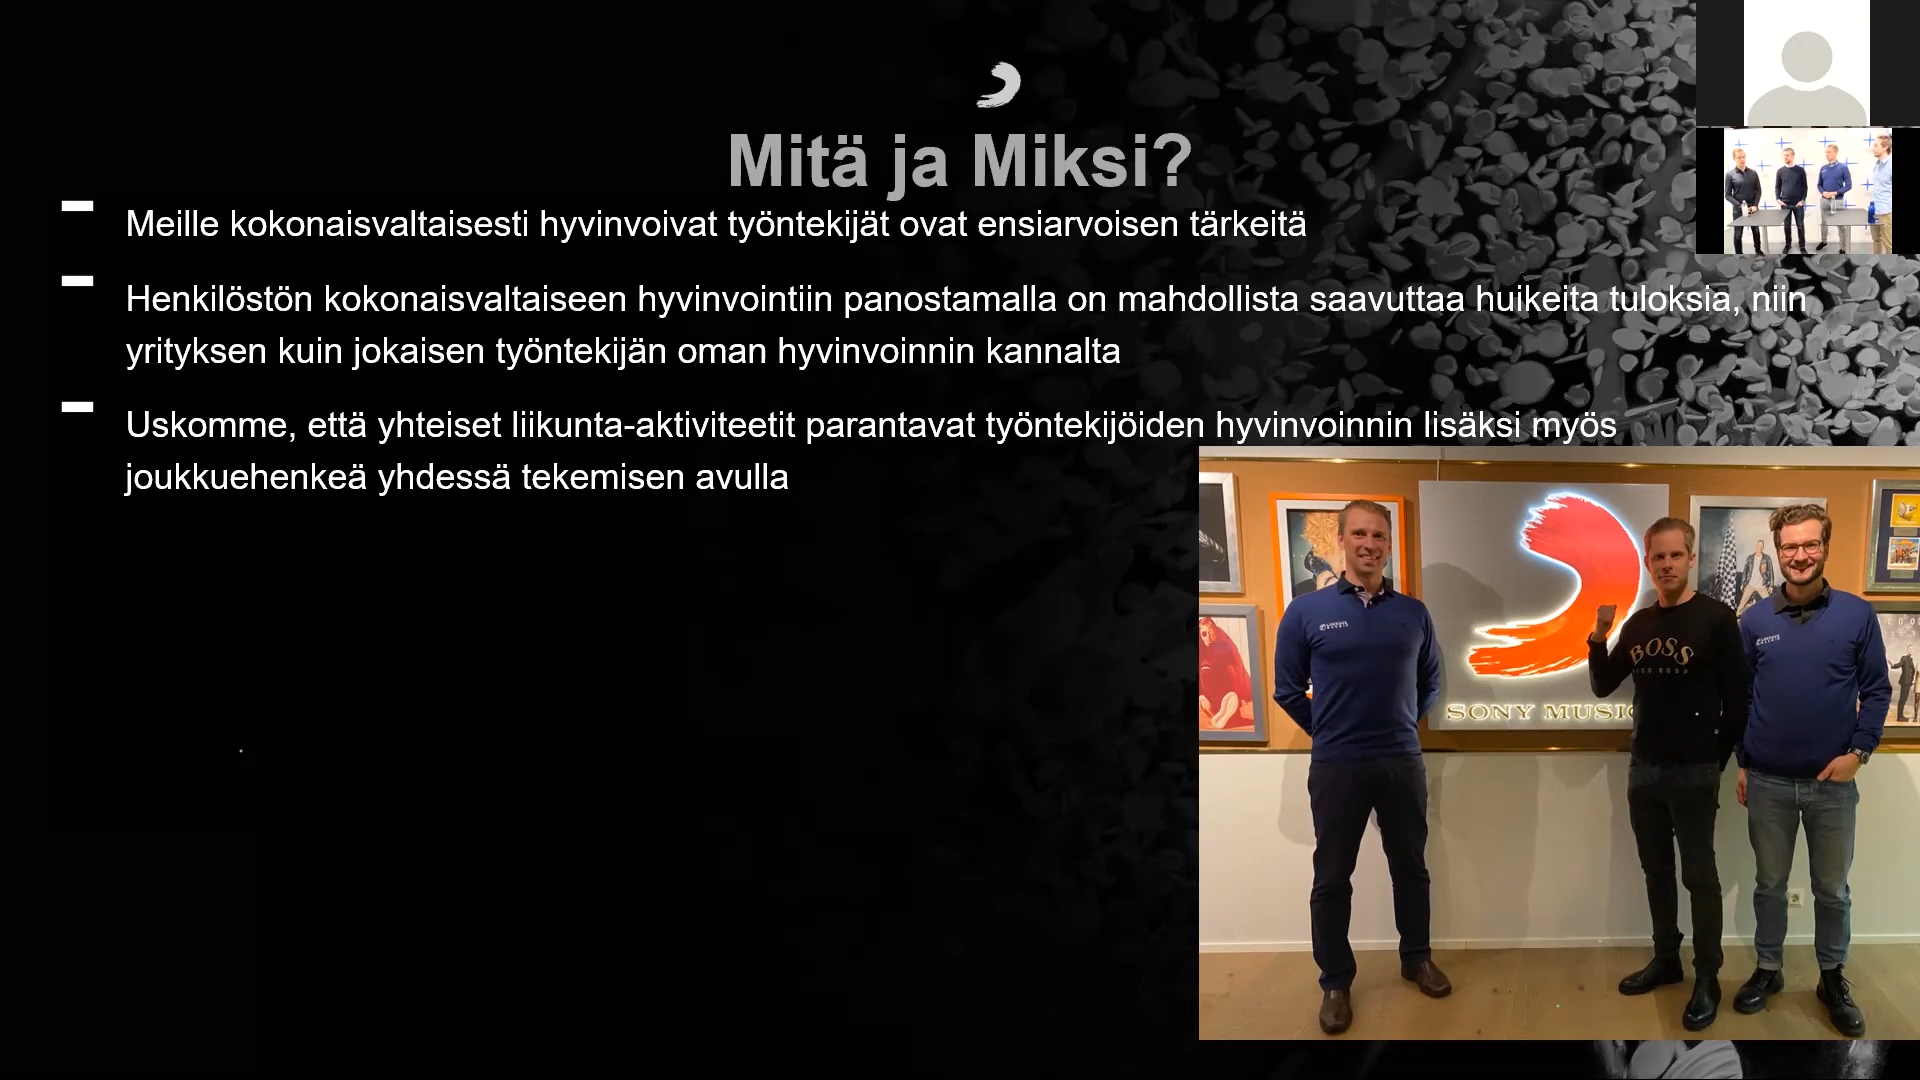 Mitä ja Miksi?
Meille kokonaisvaltaisesti hyvinvoivat työntekijät ovat ensiarvoisen tärkeitä
Henkilöstön kokonaisvaltaiseen hyvinvointiin panostamalla on mahdollista saavuttaa huikeita tuloksia, niin
yrityksen kuin jokaisen työntekijän oman hyvinvoinnin kannalta
Uskomme, että yhteiset liikunta-aktiviteetit parantavat työntekijöiden hyvinvoinnin lisäksi myös
joukkuehenkeä yhdessä tekemisen avulla
BOSS
SONY MUSIC